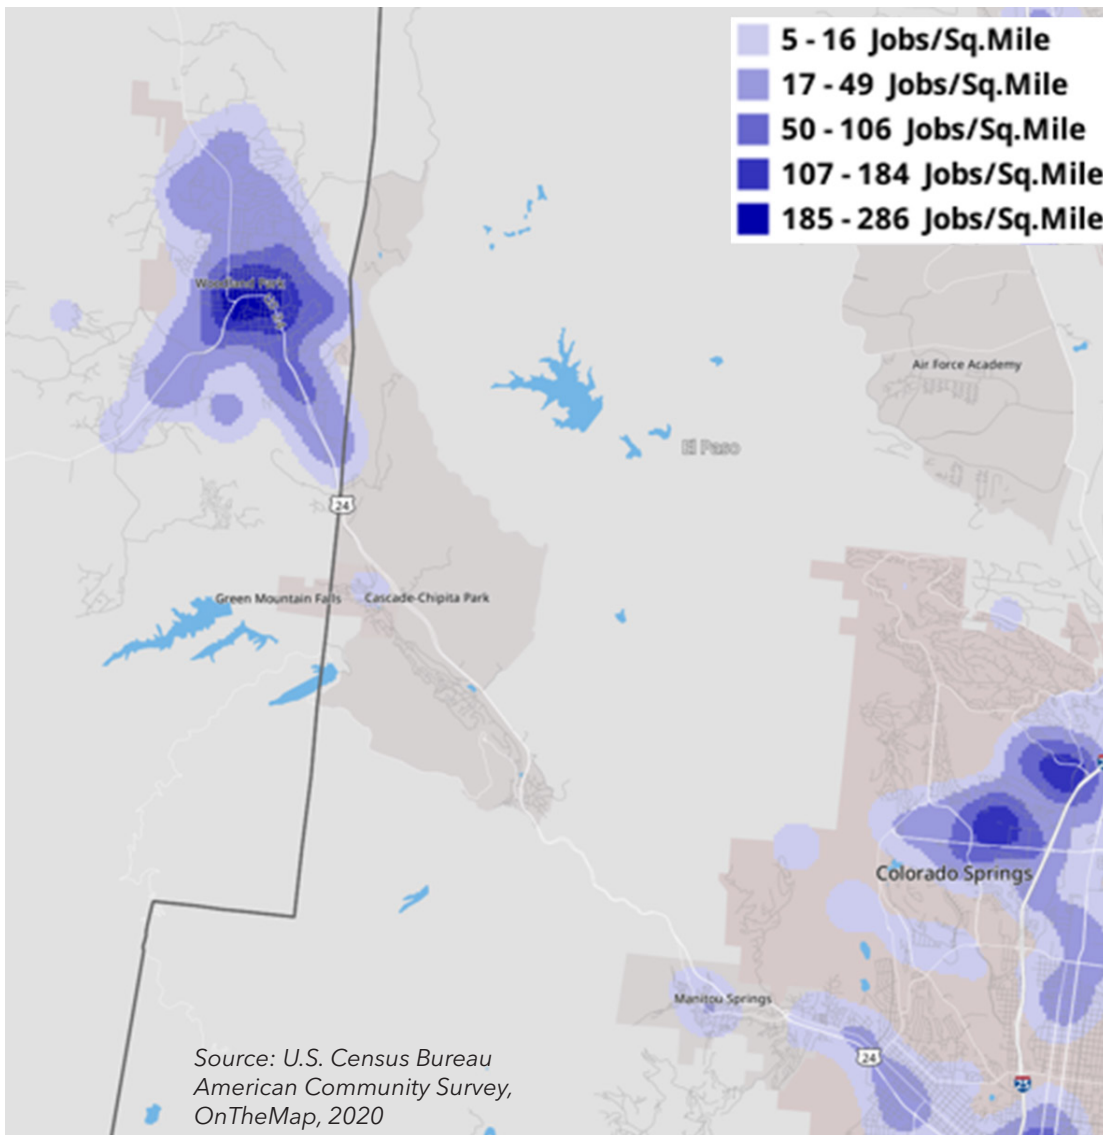 5 - 16 Jobs/Sq.Mile
17 - 49 Jobs/Sq.Mile
50 - 106 Jobs/Sq.Mile
107 - 184 Jobs/Sq.Mile
185 - 286 Jobs/Sq.Mile
Woodland Park
Air Force Academy
El Paso
24
Green Mountain Falls
Cascade-Chipita Park
Colorado Springs
Manitou Springs
24
25
Source: U.S. Census Bureau
American Community Survey,
OnTheMap, 2020